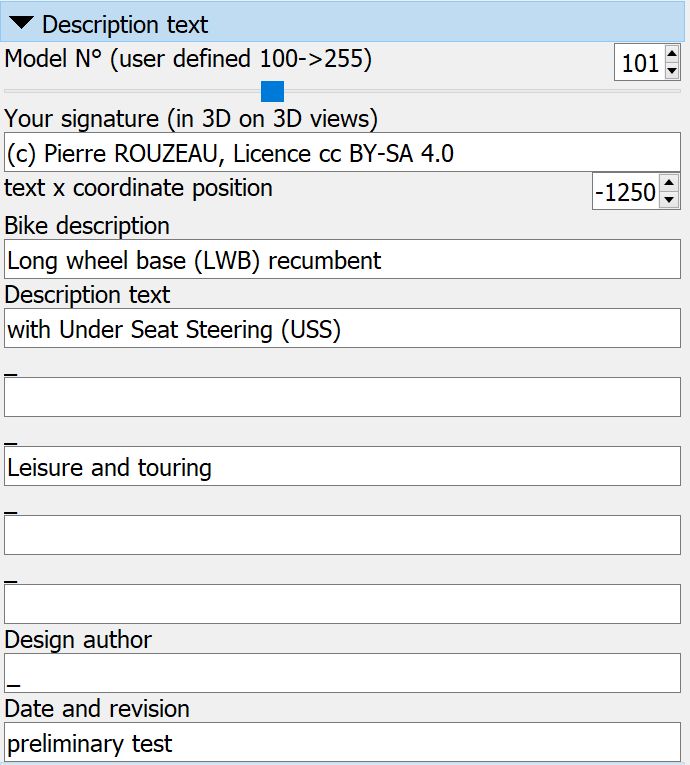 Description text
Model N° (user defined 100->255)
101
Your signature (in 3D on 3D views)
(c) Pierre ROUZEAU, Licence cc BY-SA 4.0
text x coordinate position
-1250
Bike description
Long wheel base (LWB) recumbent
Description text
with Under Seat Steering (USS)
_
_
Leisure and touring
_
_
Design author
_
Date and revision
preliminary test